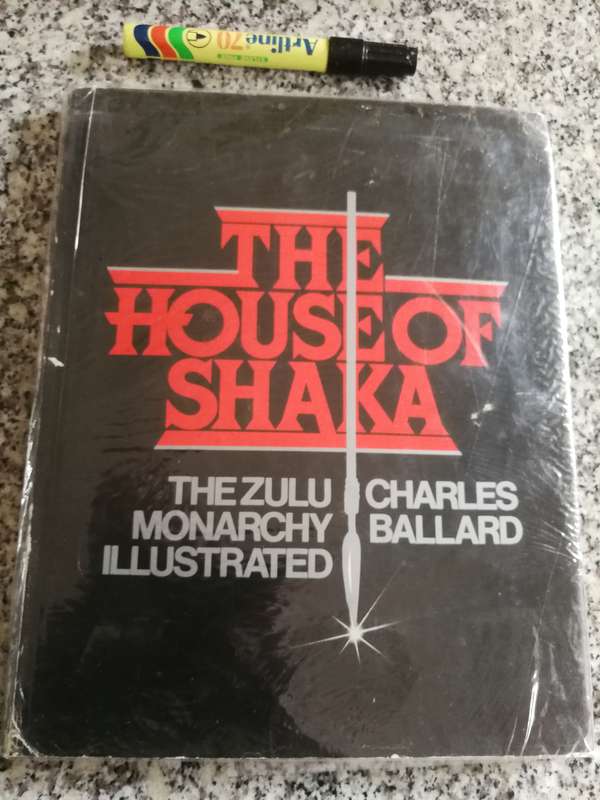 Artline 70
THE
HOUSE OF
SHAKA
THE ZULU
MONARCHY
ILLUSTRATED
CHARLES
BALLARD